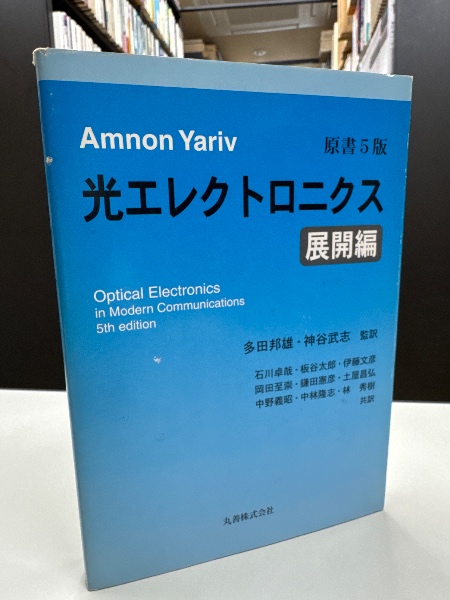 Amnon Yariv
原書5版
光エレクトロニクス
展開編
Optical Electronics
in Modern Communications
5th edition
多田邦雄・神谷武志 監訳
石川卓哉・板谷太郎・伊藤文彦
岡田至崇・鎌田憲彦・土屋昌弘
中野義昭・中林隆志・林 秀樹
共訳
丸善株式会社